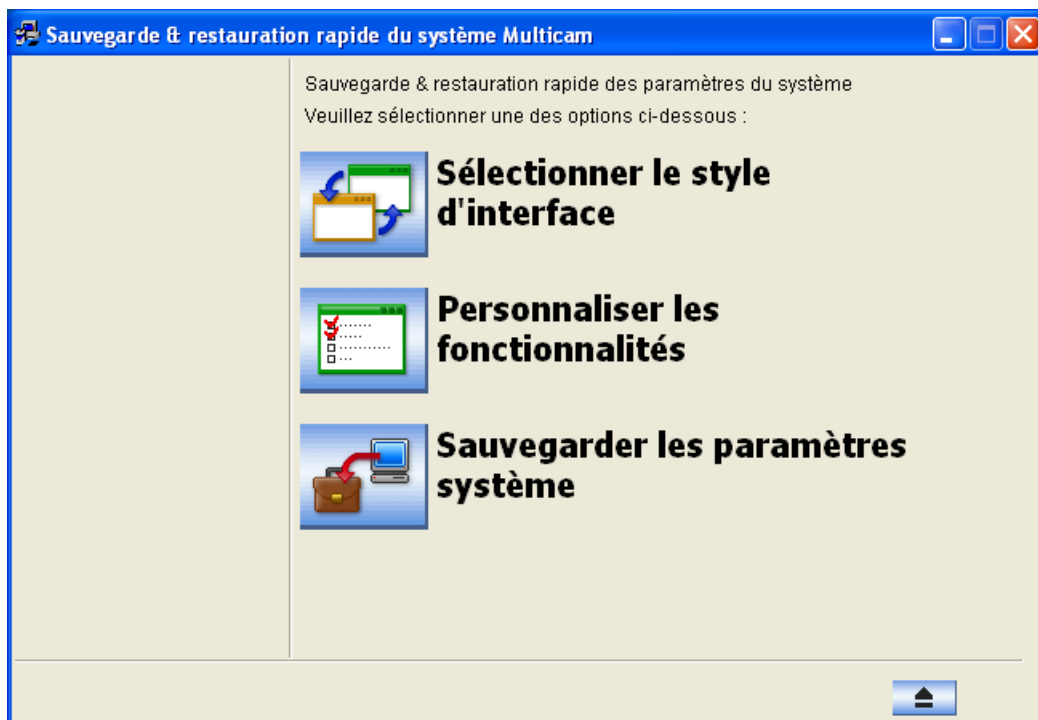 Sauvegarde & restauration rapide du système Multicam
Sauvegarde & restauration rapide des paramètres du système
Veuillez sélectionner une des options ci-dessous :
Sélectionner le style
d'interface
Personnaliser les
fonctionnalités
Sauvegarder les paramètres
système